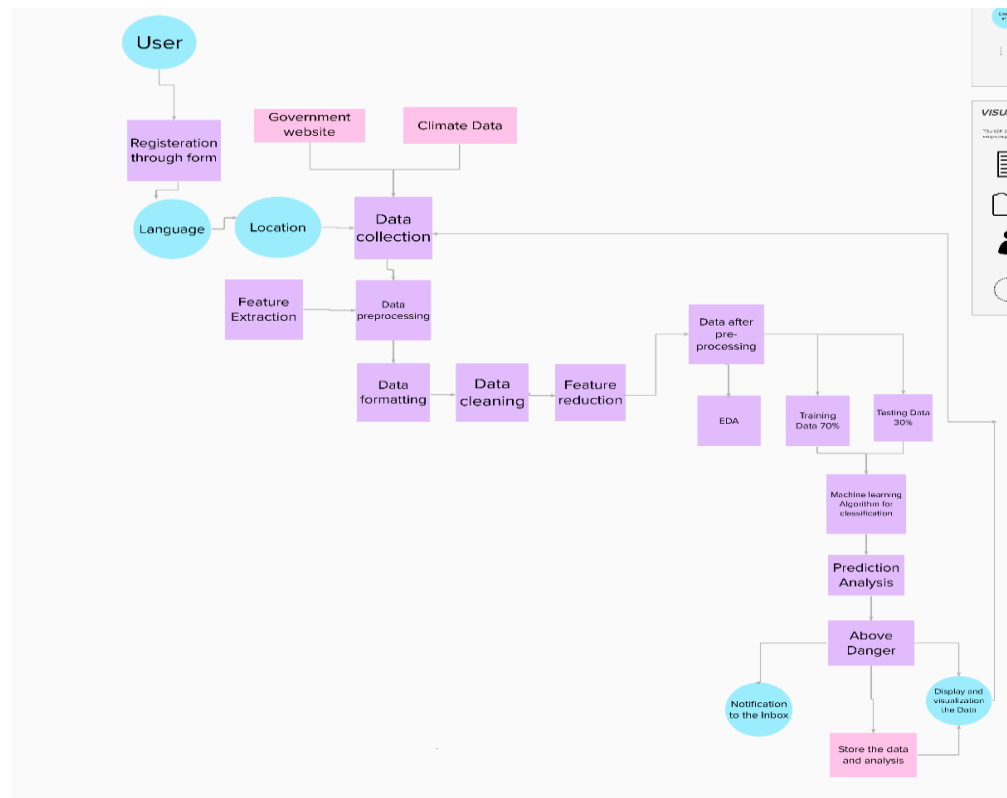 User
Registeration
through form
Government
website
Climate Data
Language
Location
Data
collection
Feature
Extraction
Data
preprocessing
Data
formatting
Data
cleaning
Feature
reduction
Data after
pre-
processing
EDA
Training
Data 70%
Testing Data
30%
Machine learning
Algorithm for
classification
Prediction
Analysis
Above
Danger
Notification
to the Inbox
Display and
visualization
the Data
Store the data
and analysis
VISU